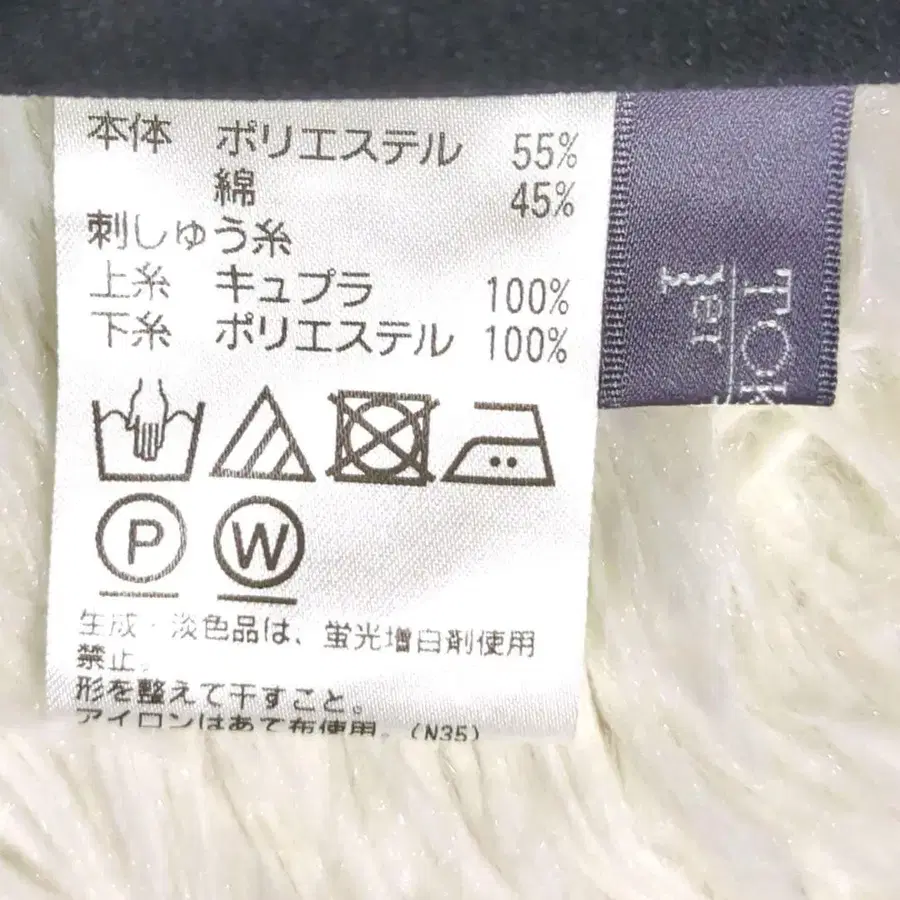 本体 ポリエステル 55%
綿 45%
刺しゅう糸
上糸 キュプラ 100%
下糸 ポリエステル 100%
P W
生成・淡色品は、蛍光増白剤使用
禁止。
形を整えて干すこと。
アイロンはあて布使用。(N35)